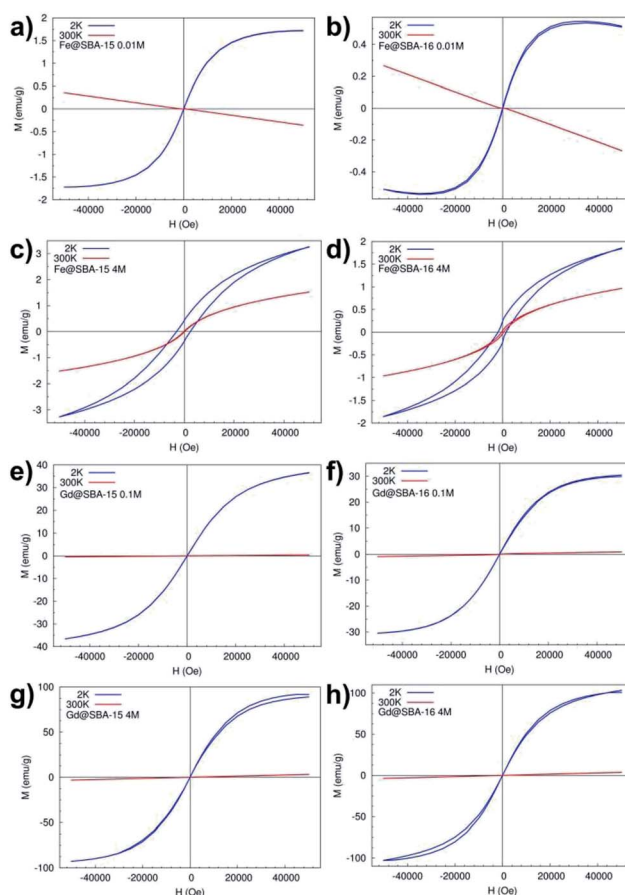 a)
2K
300K
Fe@SBA-15 0.01M
M (emu/g)
2
1.5
1
0.5
0
-0.5
-1
-1.5
-2
-40000 -20000 0 20000 40000
H (Oe)
b)
2K
300K
Fe@SBA-16 0.01M
M (emu/g)
0.4
0.2
0
-0.2
-0.4
-40000 -20000 0 20000 40000
H (Oe)
c)
2K
300K
Fe@SBA-15 4M
M (emu/g)
3
2
1
0
-1
-2
-3
-40000 -20000 0 20000 40000
H (Oe)
d)
2K
300K
Fe@SBA-16 4M
M (emu/g)
2
1.5
1
0.5
0
-0.5
-1
-1.5
-2
-40000 -20000 0 20000 40000
H (Oe)
e)
2K
300K
Gd@SBA-15 0.1M
M (emu/g)
40
30
20
10
0
-10
-20
-30
-40
-40000 -20000 0 20000 40000
H (Oe)
f)
2K
300K
Gd@SBA-16 0.1M
M (emu/g)
30
20
10
0
-10
-20
-30
-40000 -20000 0 20000 40000
H (Oe)
g)
2K
300K
Gd@SBA-15 4M
M (emu/g)
100
50
0
-50
-100
-40000 -20000 0 20000 40000
H (Oe)
h)
2K
300K
Gd@SBA-16 4M
M (emu/g)
100
50
0
-50
-100
-40000 -20000 0 20000 40000
H (Oe)